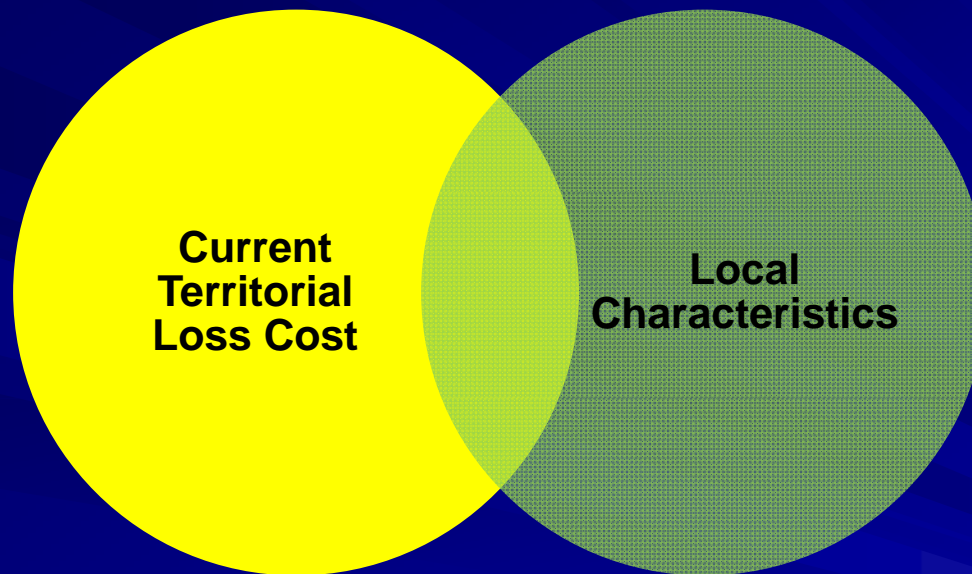 Current
Territorial
Loss Cost
Local
Characteristics